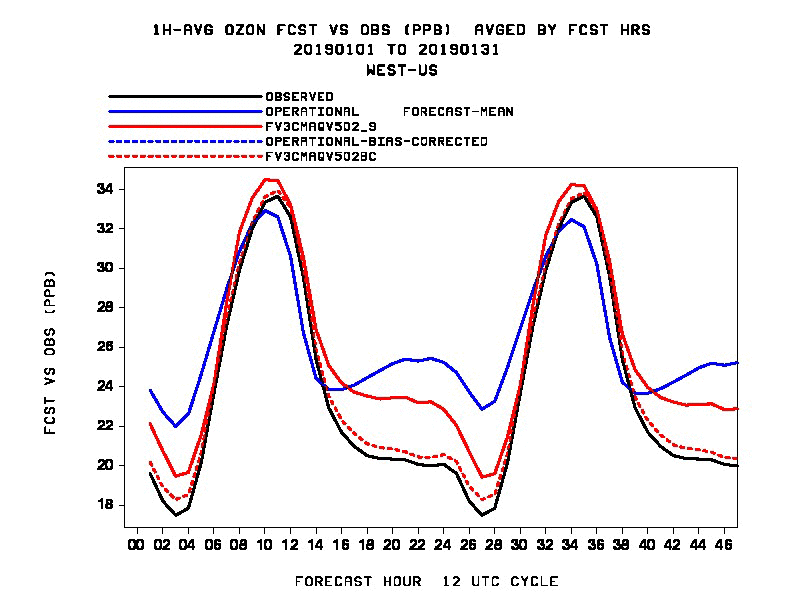 1H-AVG OZON FCST VS OBS (PPB)  AVGED BY FCST HRS
20190101 TO 20190131
WEST-US
OBSERVED
OPERATIONAL      FORECAST-MEAN
FV3CMAQV502_9
OPERATIONAL-BIAS-CORRECTED
FV3CMAQV502BC
34
32
30
28
26
24
22
20
18
FCST VS OBS (PPB)
00 02 04 06 08 10 12 14 16 18 20 22 24 26 28 30 32 34 36 38 40 42 44 46
FORECAST HOUR  12 UTC CYCLE